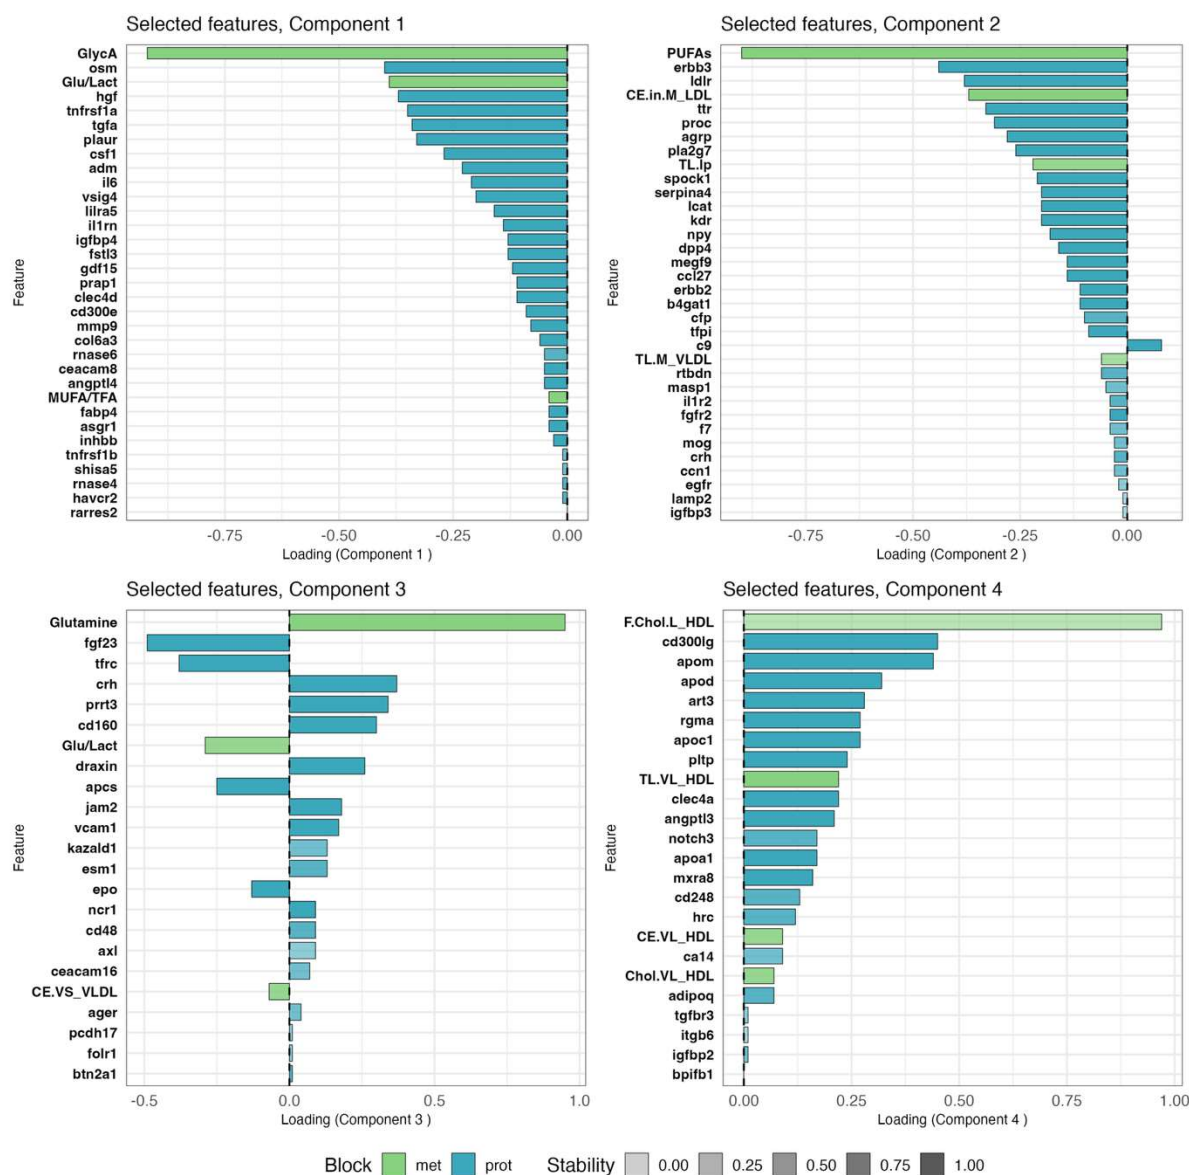 Selected features, Component 1
Feature
GlycA
osm
Glu/Lact
hgf
tnfrsf1a
tgfa
plaur
csf1
adm
il6
vsig4
lilra5
il1rn
igfbp4
fstl3
gdf15
prap1
clec4d
cd300e
mmp9
col6a3
rnase6
ceacam8
angptl4
MUFA/TFA
fabp4
asgr1
inhbb
tnfrsf1b
shisa5
rnase4
havcr2
rarres2
-0.75 -0.50 -0.25 0.00
Loading (Component 1 )
Selected features, Component 2
Feature
PUFAs
erbb3
ldlr
CE.in.M_LDL
ttr
proc
agrp
pla2g7
TL.lp
spock1
serpina4
lcat
kdr
npy
dpp4
megf9
ccl27
erbb2
b4gat1
cfp
tfpi
c9
TL.M_VLDL
rtbdn
masp1
il1r2
fgfr2
f7
mog
crh
ccn1
egfr
lamp2
igfbp3
-0.75 -0.50 -0.25 0.00
Loading (Component 2 )
Selected features, Component 3
Feature
Glutamine
fgf23
tfrc
crh
prrt3
cd160
Glu/Lact
draxin
apcs
jam2
vcam1
kazald1
esm1
epo
ncr1
cd48
axl
ceacam16
CE.VS_VLDL
ager
pcdh17
folr1
btn2a1
-0.5 0.0 0.5 1.0
Loading (Component 3 )
Selected features, Component 4
Feature
F.Chol.L_HDL
cd300lg
apom
apod
art3
rgma
apoc1
pltp
TL.VL_HDL
clec4a
angptl3
notch3
apoa1
mxra8
cd248
hrc
CE.VL_HDL
ca14
Chol.VL_HDL
adipoq
tgfbr3
itgb6
igfbp2
bpifb1
0.00 0.25 0.50 0.75 1.00
Loading (Component 4 )
Block met prot Stability 0.00 0.25 0.50 0.75 1.00